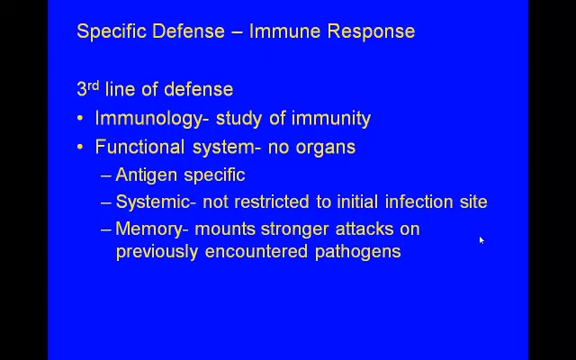 Specific Defense – Immune Response
3rd line of defense
• Immunology- study of immunity
• Functional system- no organs
– Antigen specific
– Systemic- not restricted to initial infection site
– Memory- mounts stronger attacks on
previously encountered pathogens